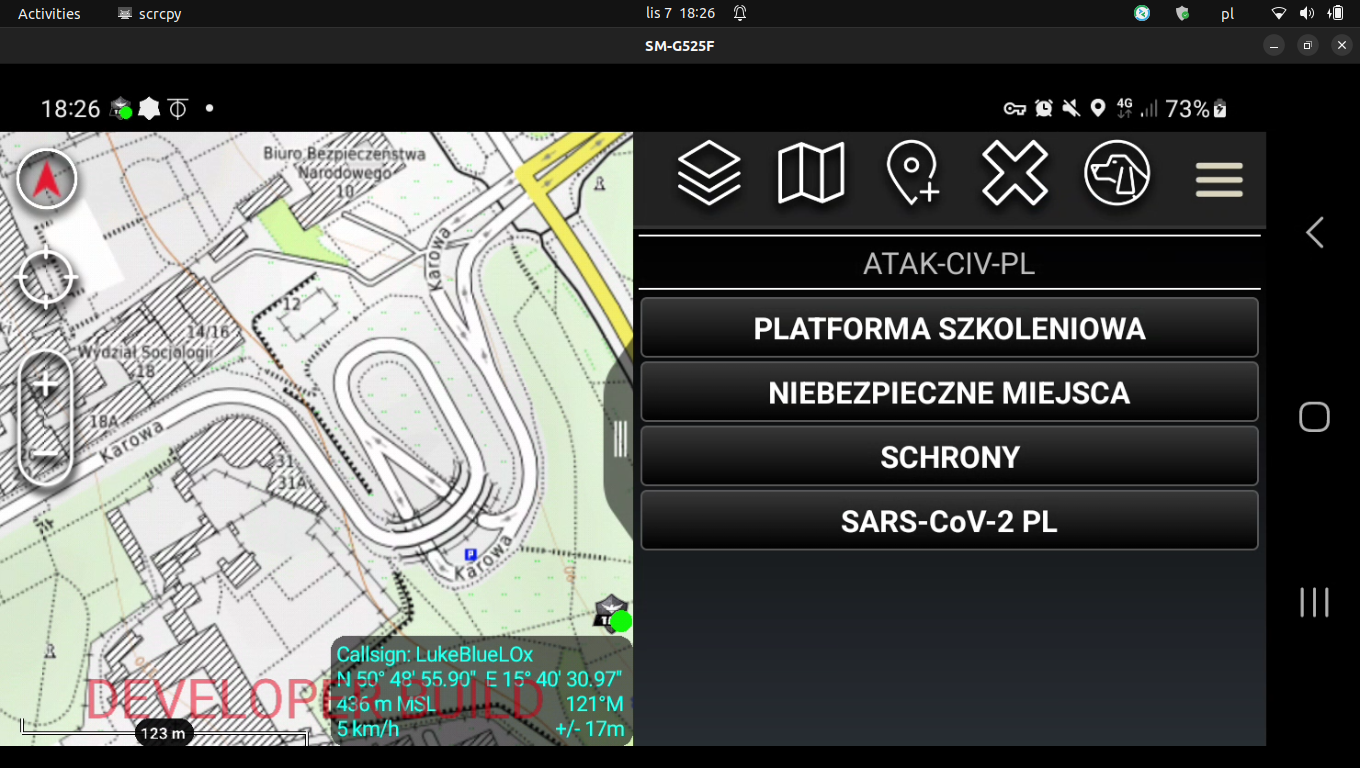 Activities
scrcpy
lis 7 18:26
pl
SM-G525F
18:26
4G
73%
Biuro Bezpieczeństwa
Narodowego
10
Karowa
12
14/16
Wydział Socjologii
18
18A
Karowa
31
31A
P
Karowa
DEVELOPER BUILD
Callsign: LukeBlueLOx
N 50° 48' 55.90" E 15° 40' 30.97"
436 m MSL
121°M
5 km/h
+/- 17m
123 m
ATAK-CIV-PL
PLATFORMA SZKOLENIOWA
NIEBEZPIECZNE MIEJSCA
SCHRONY
SARS-CoV-2 PL